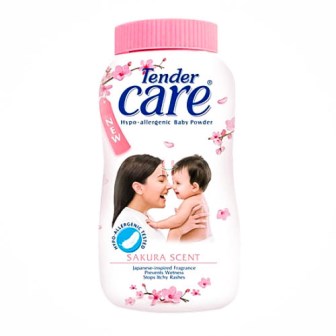 Tender
care®
Hypo-allergenic Baby Powder
NEW
HYPO-ALLERGENIC TESTED
SAKURA SCENT
Japanese-inspired Fragrance
Prevents Wetness
Stops Itchy Rashes